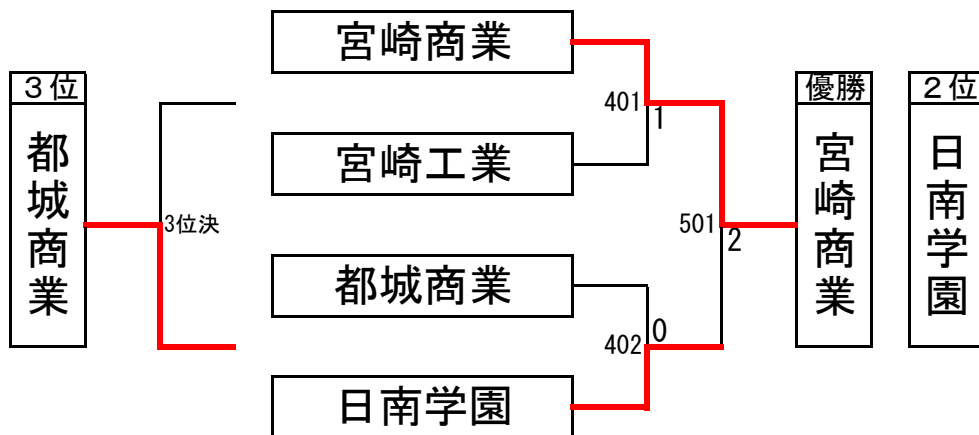 ３位
都城商業
3位決
宮崎商業
宮崎工業
都城商業
日南学園
401
1
402
0
501
2
優勝
宮崎商業
２位
日南学園